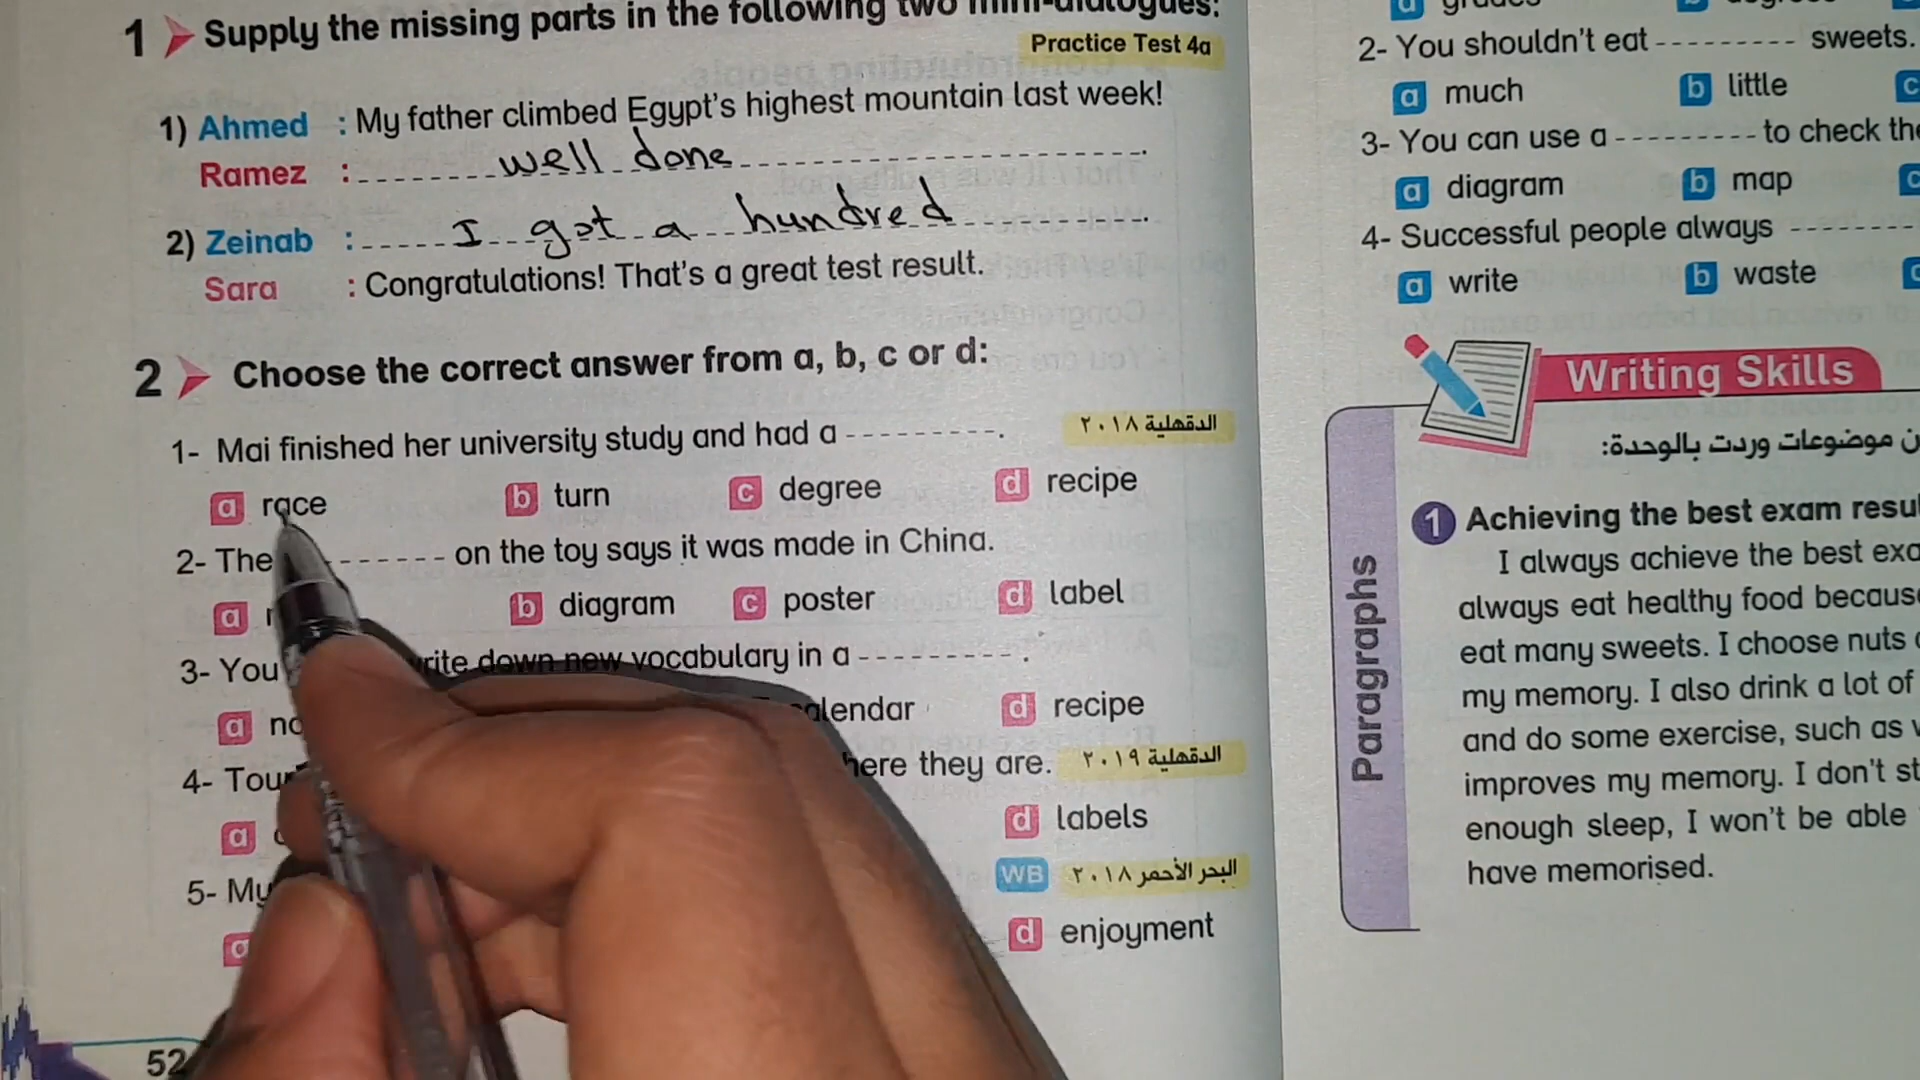 1 Supply the missing parts in the following two mini-dialogues:
Practice Test 4a
1) Ahmed : My father climbed Egypt's highest mountain last week!
Ramez : well done
2) Zeinab : I got a hundred
Sara : Congratulations! That's a great test result.
2 Choose the correct answer from a, b, c or d:
1- Mai finished her university study and had a ---------. الدقهلية ٢٠١٨
a race b turn c degree d recipe
2- The ------- on the toy says it was made in China.
a b diagram c poster d label
3- You down new vocabulary in a --------- .
a d recipe
4- they are. الدقهلية ٢٠١٩
a d labels
5- My WB البحر الأحمر ٢٠١٨
a d enjoyment
52
a b c
2- You shouldn't eat --------- sweets.
a much b little c
3- You can use a --------- to check
a diagram b map c
4- Successful people always --------
a write b waste c
Writing Skills
موضوعات وردت بالوحدة:
Paragraphs
1 Achieving the best exam
I always achieve the best
always eat healthy food
eat many sweets. I choose nuts
my memory. I also drink a lot of
and do some exercise, such as
improves my memory. I don't
enough sleep, I won't be able
have memorised.